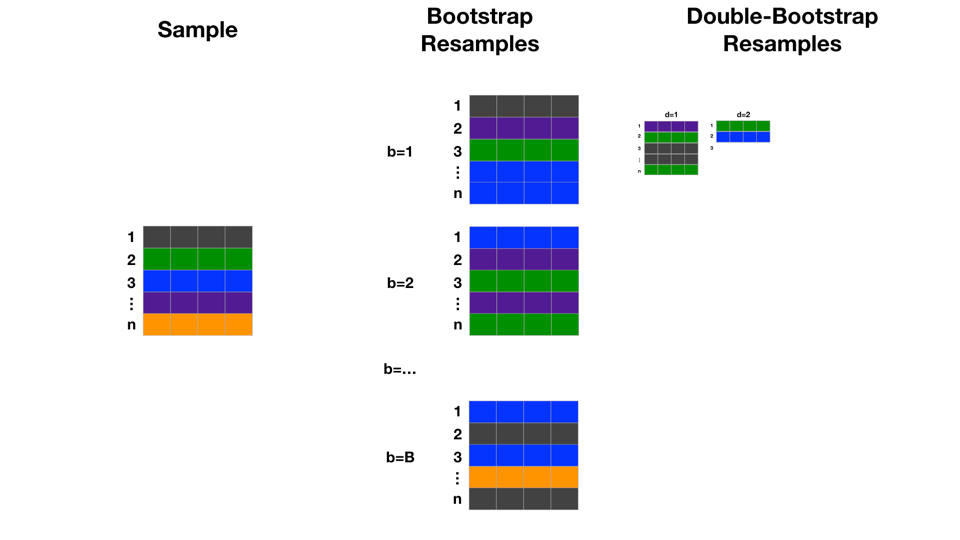 Sample
Bootstrap
Resamples
Double-Bootstrap
Resamples
b=1
1
2
3
⋮
n
d=1
1
2
3
⋮
n
d=2
1
2
3
1
2
3
⋮
n
b=2
1
2
3
⋮
n
b=…
b=B
1
2
3
⋮
n